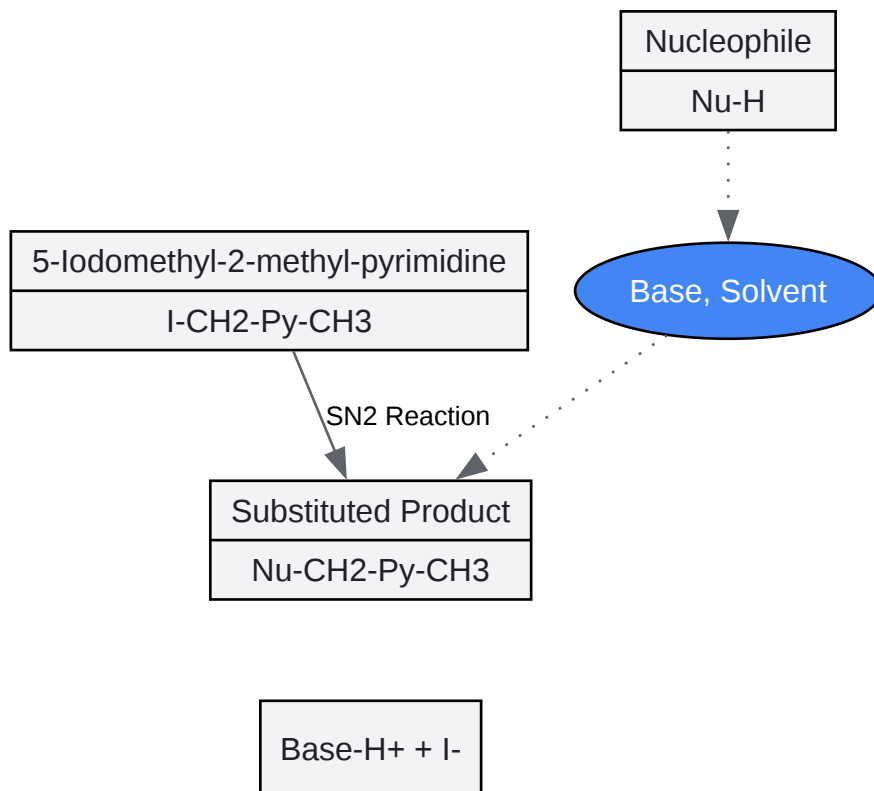 Nucleophile
Nu-H
5-Iodomethyl-2-methyl-pyrimidine
I-CH2-Py-CH3
Base, Solvent
SN2 Reaction
Substituted Product
Nu-CH2-Py-CH3
Base-H+ + I-